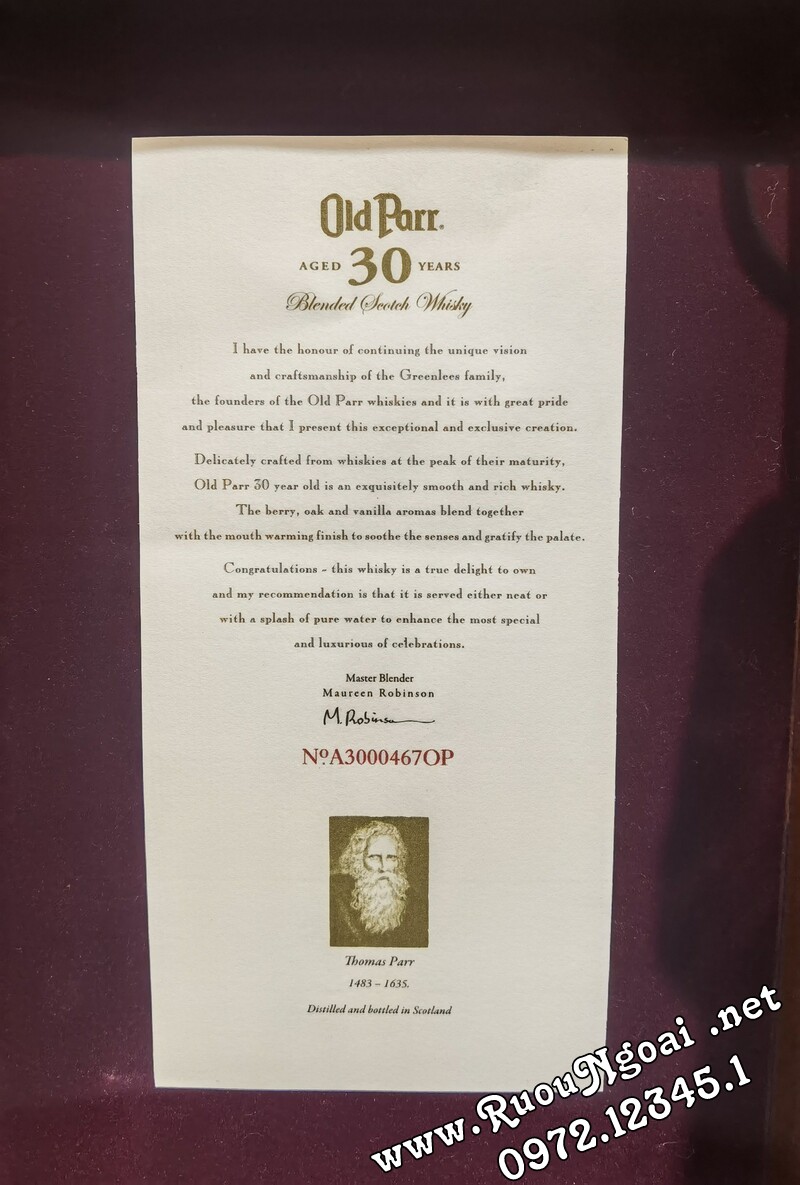 Old Parr.
AGED 30 YEARS
Blended Scotch Whisky
I have the honour of continuing the unique vision
and craftsmanship of the Greenlees family,
the founders of the Old Parr whiskies and it is with great pride
and pleasure that I present this exceptional and exclusive creation.
Delicately crafted from whiskies at the peak of their maturity,
Old Parr 30 year old is an exquisitely smooth and rich whisky.
The berry, oak and vanilla aromas blend together
with the mouth warming finish to soothe the senses and gratify the palate.
Congratulations - this whisky is a true delight to own
and my recommendation is that it is served either neat or
with a splash of pure water to enhance the most special
and luxurious of celebrations.
Master Blender
Maureen Robinson
M. Robinson
NºA3000467OP
Thomas Parr
1483 – 1635.
Distilled and bottled in Scotland
www.RuouNgoai .net
0972.12345.1